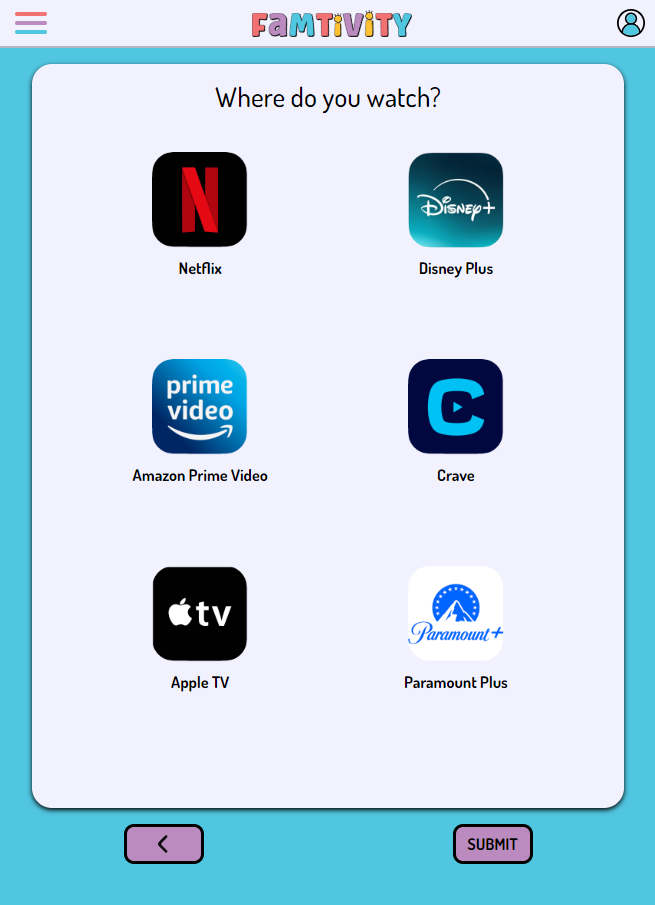 FaMTiViTY
Where do you watch?
DISNEY+
Netflix
Disney Plus
prime
video
Amazon Prime Video
C
Crave
tv
Paramount+
Apple TV
Paramount Plus
SUBMIT